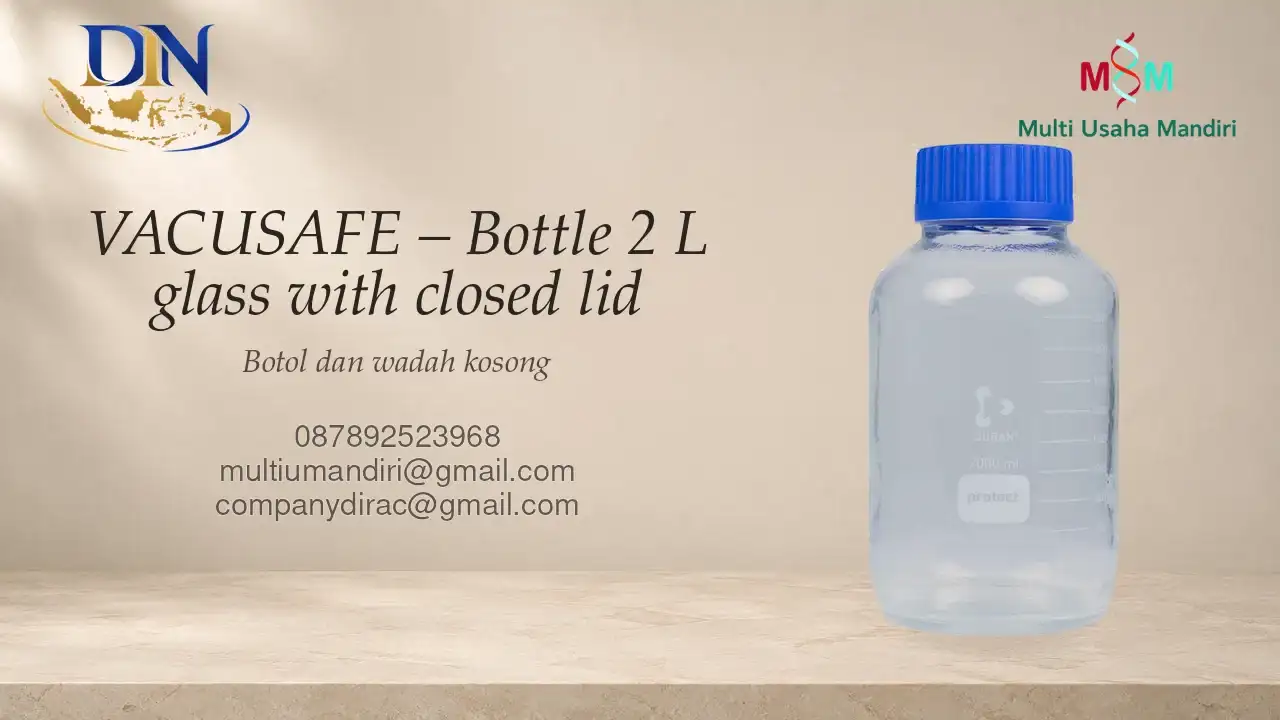 DIN
M M
Multi Usaha Mandiri
VACUSAFE – Bottle 2 L
glass with closed lid
Botol dan wadah kosong
087892523968
multiumandiri@gmail.com
companydirac@gmail.com
DURAN
protect